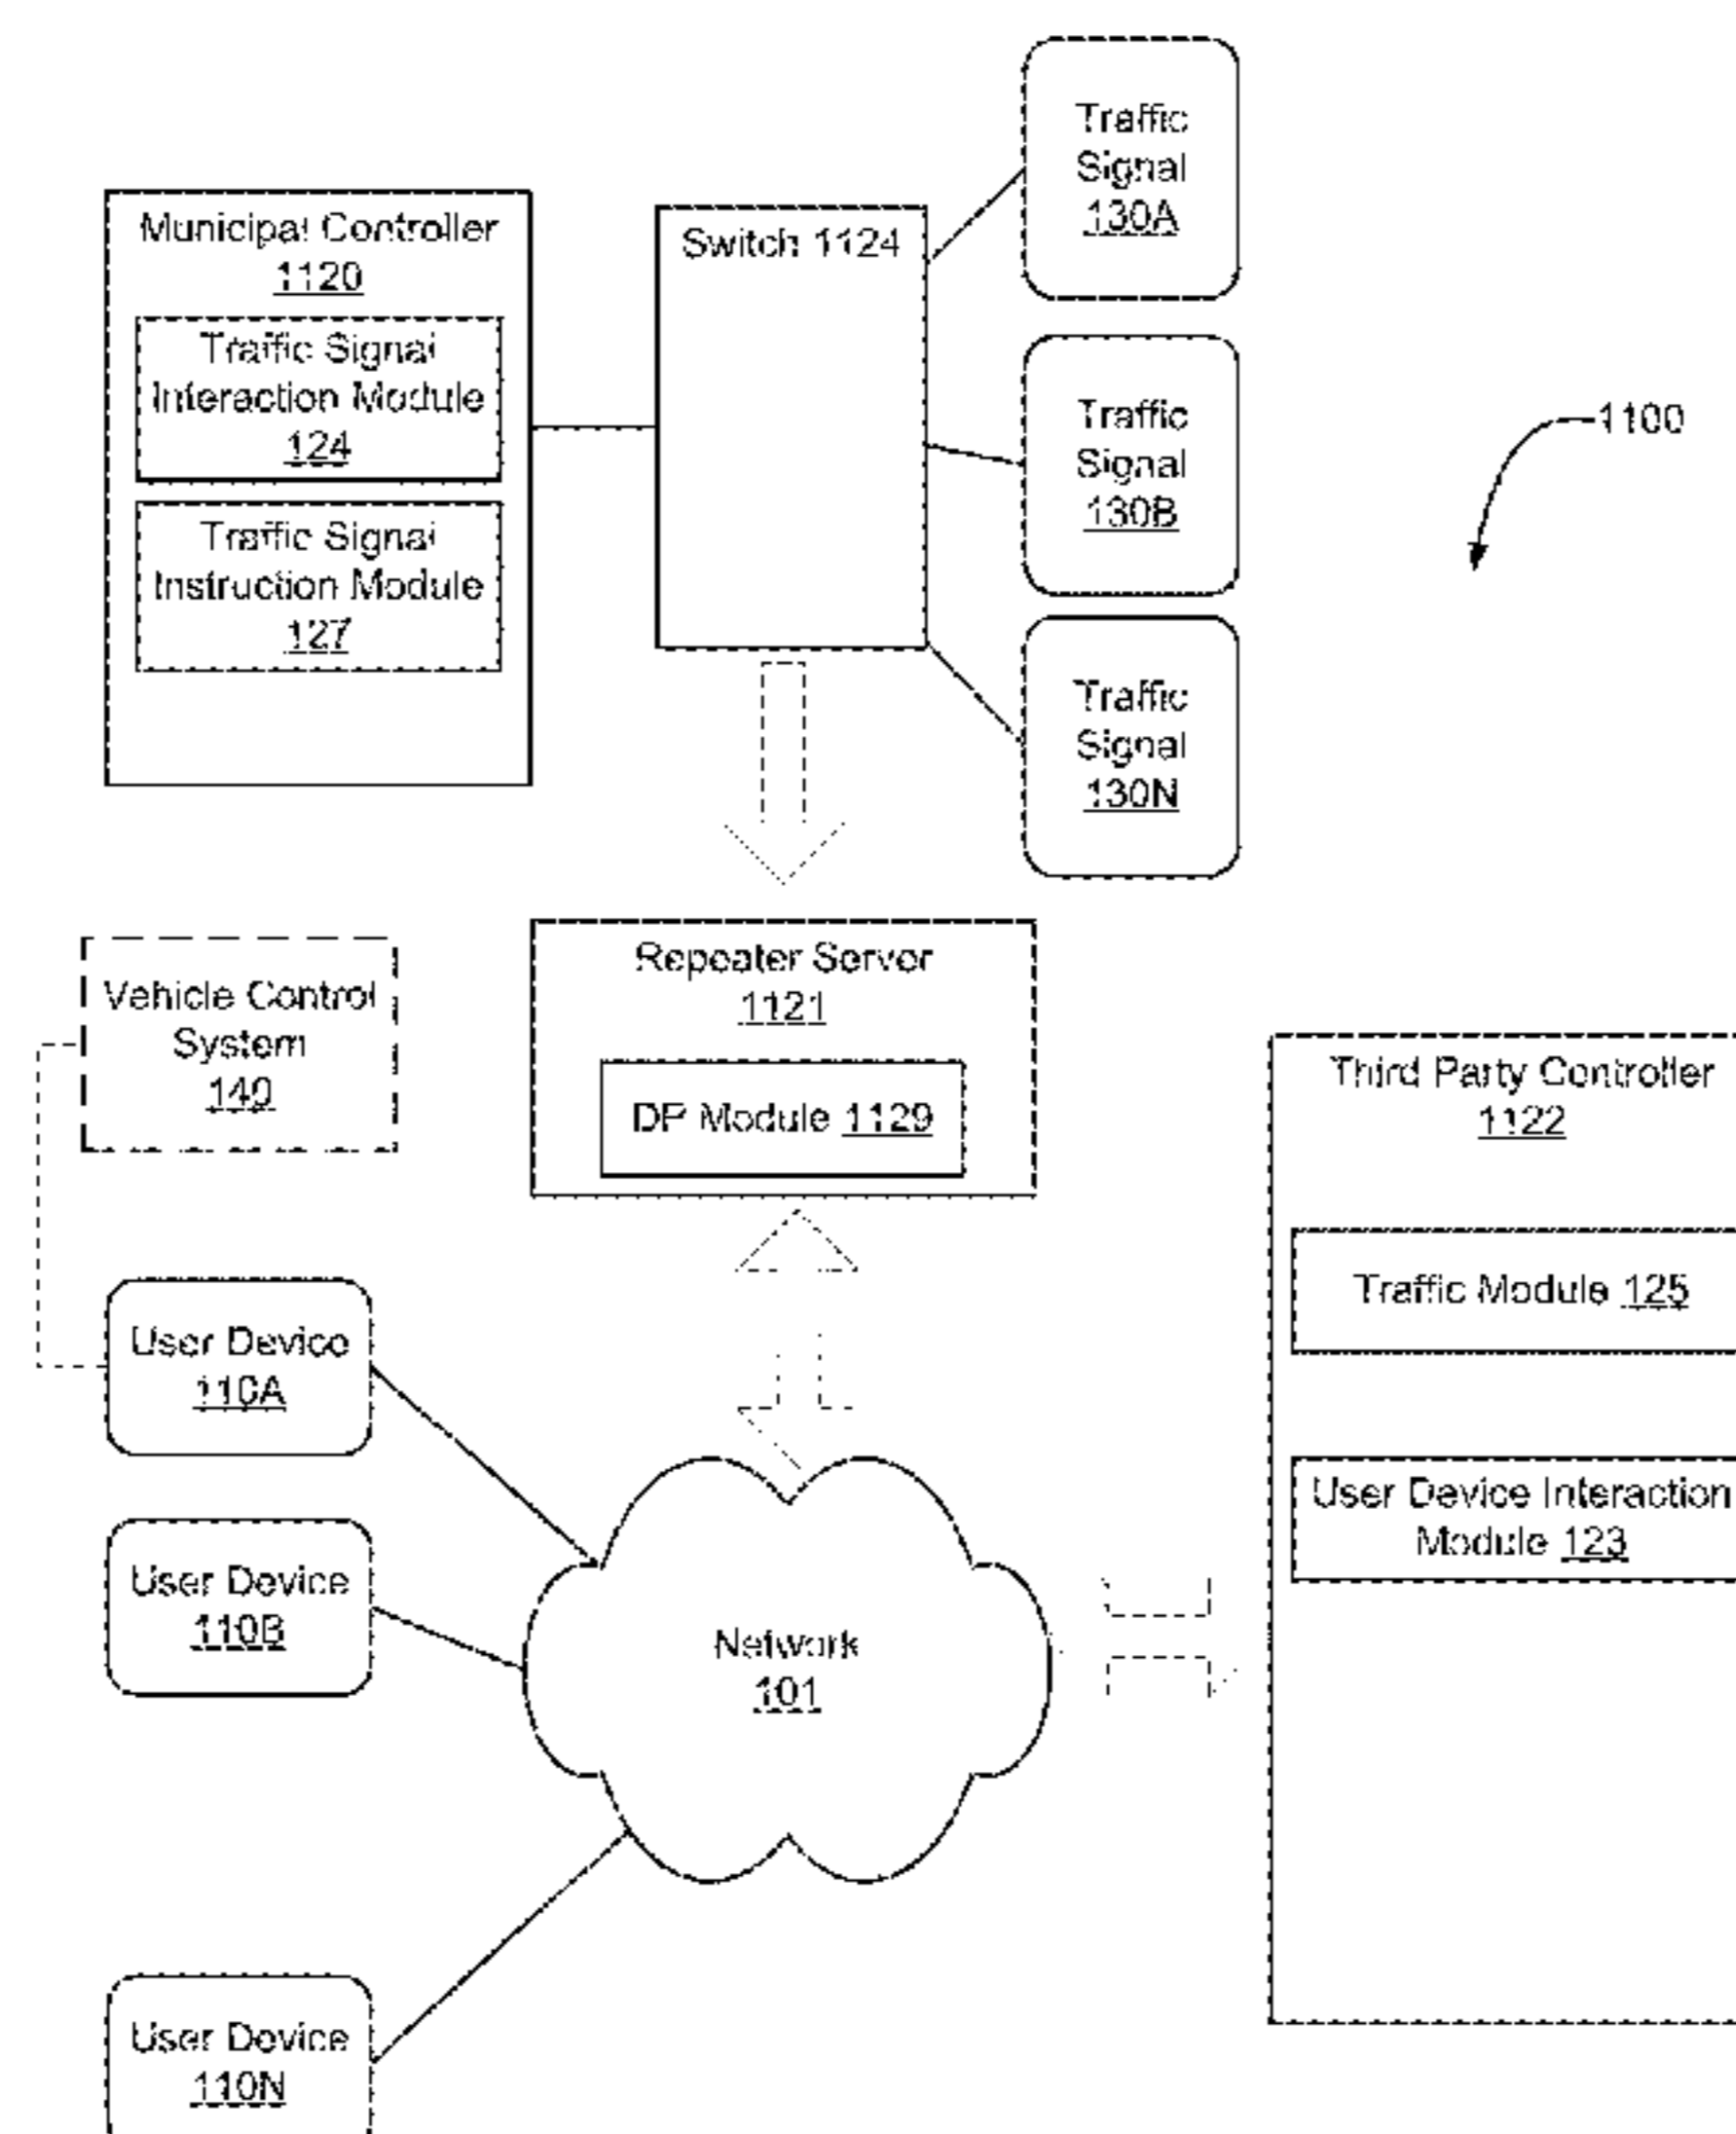 Municipal Controller
1120
Traffic Signal
Interaction Module
124
Traffic Signal
Instruction Module
127
Switch 1124
Traffic
Signal
130A
Traffic
Signal
130B
Traffic
Signal
130N
1100
Vehicle Control
System
140
Repeater Server
1121
DP Module 1129
Third Party Controller
1122
Traffic Module 125
User Device Interaction
Module 123
User Device
110A
User Device
110B
User Device
110N
Network
101